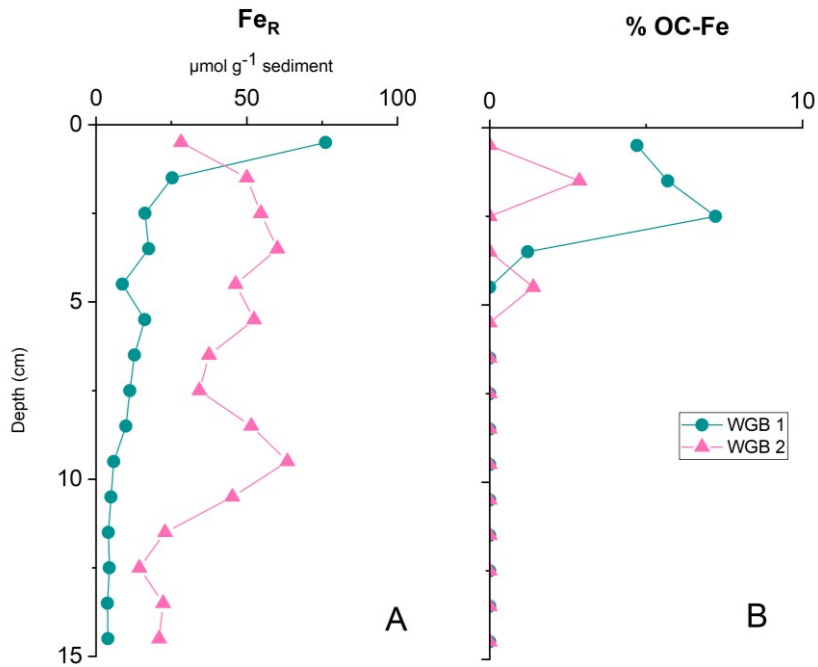 Fe_R
% OC-Fe
µmol g⁻¹ sediment
0
50
100
0
10
0
5
10
15
Depth (cm)
WGB 1
WGB 2
A
B